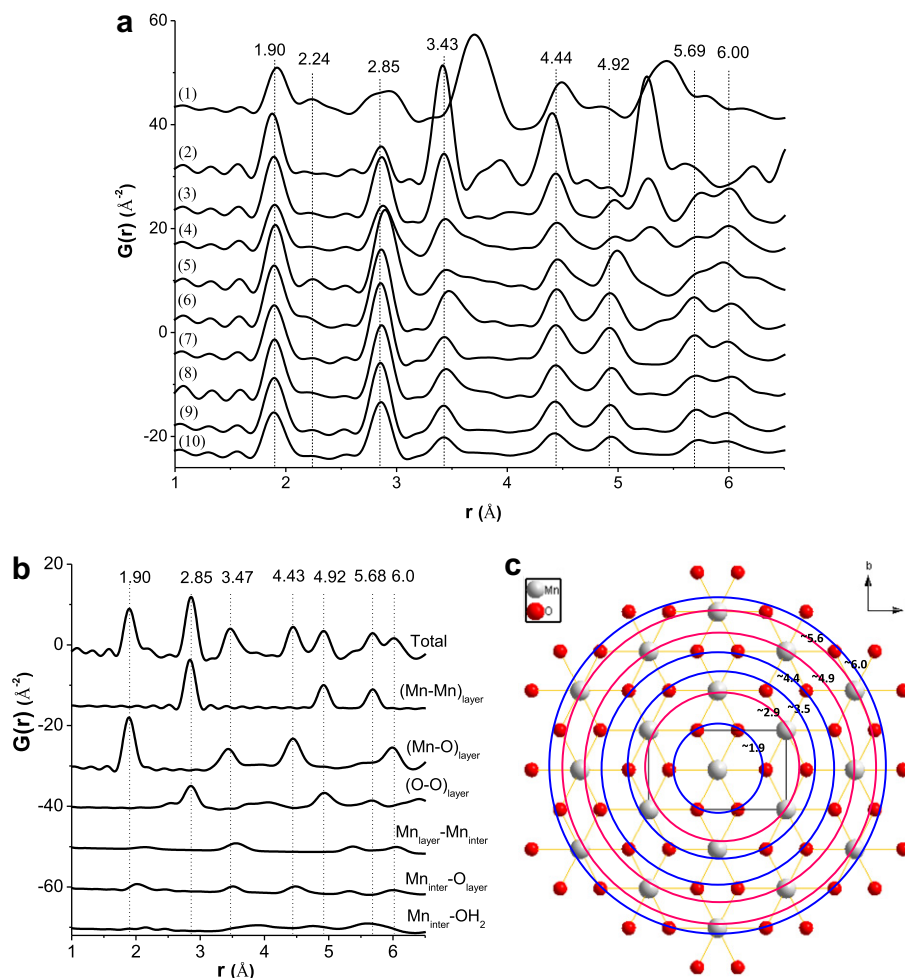 a
60
40
20
0
-20
G(r) (Å-2)
1.90 2.24 2.85 3.43 4.44 4.92 5.69 6.00
(1)
(2)
(3)
(4)
(5)
(6)
(7)
(8)
(9)
(10)
1 2 3 4 5 6
r (Å)
b
20
0
-20
-40
-60
G(r) (Å-2)
1.90 2.85 3.47 4.43 4.92 5.68 6.0
Total
(Mn-Mn)layer
(Mn-O)layer
(O-O)layer
Mnlayer-Mninter
Mninter-Olayer
Mninter-OH2
1 2 3 4 5 6
r (Å)
c
Mn
O
b
~5.6
~6.0
~4.4
~4.9
~2.9
~3.5
~1.9